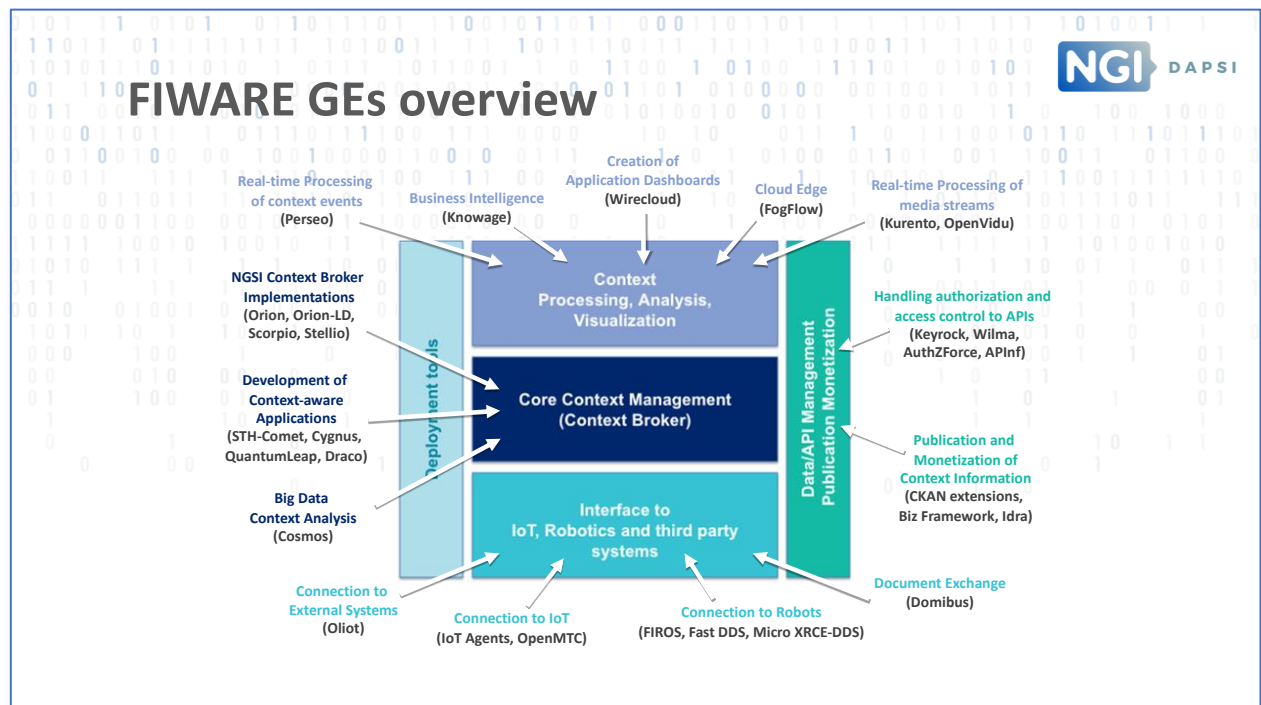 NGI DAPSI
FIWARE GEs overview
Real-time Processing
of context events
(Perseo)
Business Intelligence
(Knowage)
Creation of
Application Dashboards
(Wirecloud)
Cloud Edge
(FogFlow)
Real-time Processing of
media streams
(Kurento, OpenVidu)
NGSI Context Broker
Implementations
(Orion, Orion-LD,
Scorpio, Stellio)
Development of
Context-aware
Applications
(STH-Comet, Cygnus,
QuantumLeap, Draco)
Big Data
Context Analysis
(Cosmos)
Deployment tools
Context
Processing, Analysis,
Visualization
Core Context Management
(Context Broker)
Interface to
IoT, Robotics and third party
systems
Data/API Management
Publication Monetization
Handling authorization and
access control to APIs
(Keyrock, Wilma,
AuthZForce, APInf)
Publication and
Monetization of
Context Information
(CKAN extensions,
Biz Framework, Idra)
Connection to
External Systems
(Oliot)
Connection to IoT
(IoT Agents, OpenMTC)
Connection to Robots
(FIROS, Fast DDS, Micro XRCE-DDS)
Document Exchange
(Domibus)